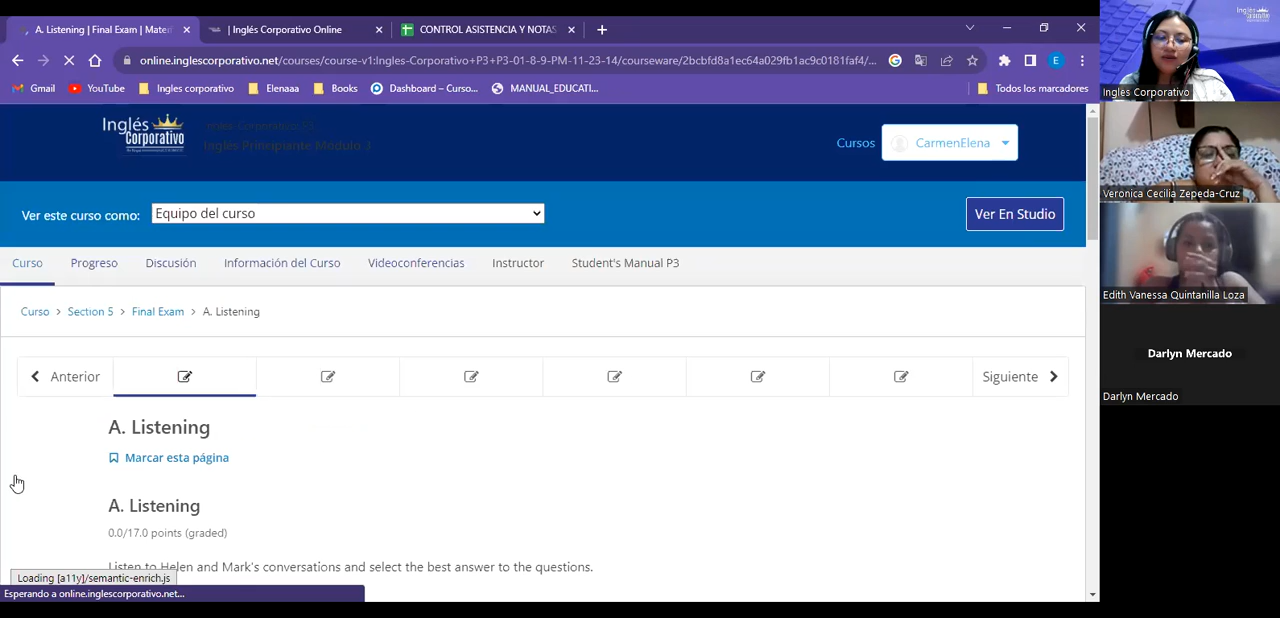 A. Listening | Final Exam | Mate
| Inglés Corporativo Online
CONTROL ASISTENCIA Y NOTAS
online.inglescorporativo.net/courses/course-v1:Ingles-Corporativo+P3+P3-01-8-9-PM-11-23-14/courseware/2bcbfd8a1ec64a029fb1ac9c0181faf4/...
Gmail
YouTube
Ingles corporativo
Elenaaa
Books
Dashboard – Curso...
MANUAL_EDUCATI...
Todos los marcadores
Inglés
Corporativo
Inglés Principiante Módulo 3
Cursos
CarmenElena
Ver este curso como:
Equipo del curso
Ver En Studio
Curso
Progreso
Discusión
Información del Curso
Videoconferencias
Instructor
Student's Manual P3
Curso > Section 5 > Final Exam > A. Listening
Anterior
Siguiente
A. Listening
Marcar esta página
A. Listening
0.0/17.0 points (graded)
Listen to Helen and Mark's conversations and select the best answer to the questions.
Loading [a11y]/semantic-enrich.js
Esperando a online.inglescorporativo.net...
Ingles Corporativo
Veronica Cecilia Zepeda-Cruz
Edith Vanessa Quintanilla Loza
Darlyn Mercado
Darlyn Mercado